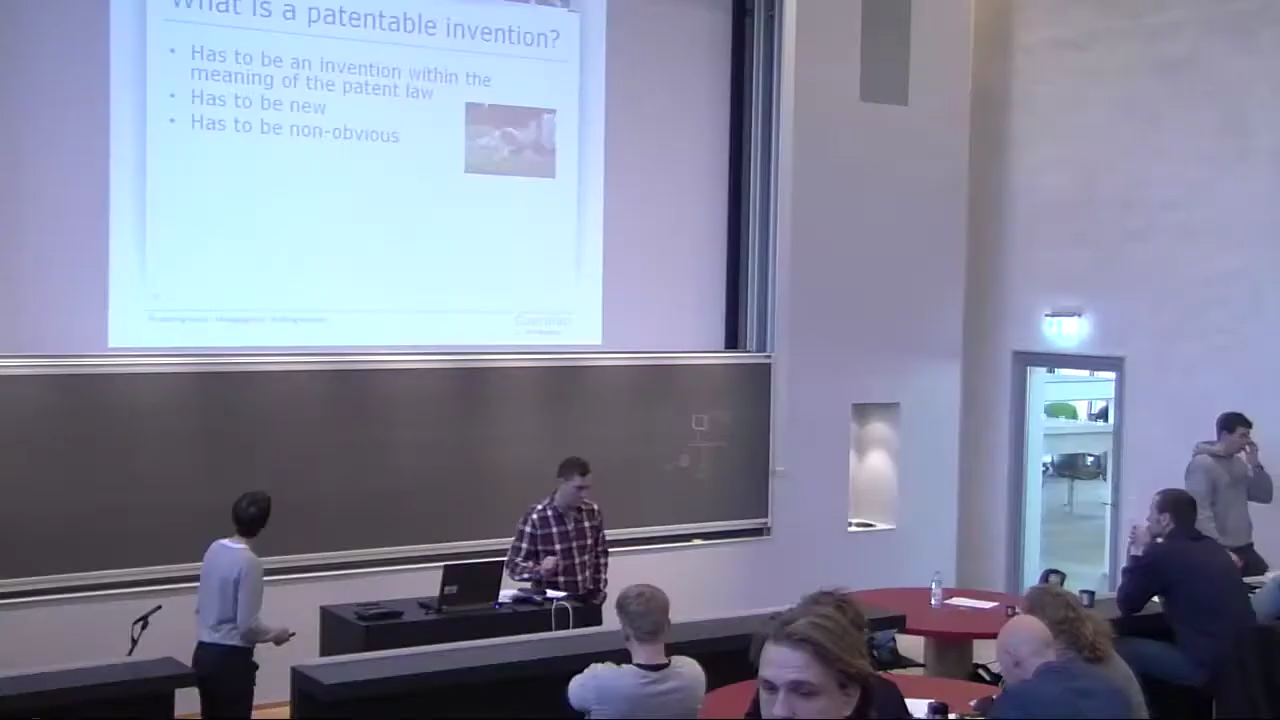 What is a patentable invention?
• Has to be an invention within the
meaning of the patent law
• Has to be new
• Has to be non-obvious